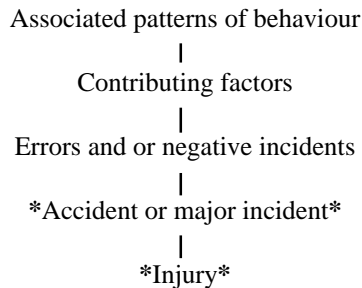 Associated patterns of behaviour
Contributing factors
Errors and or negative incidents
*Accident or major incident*
*Injury*